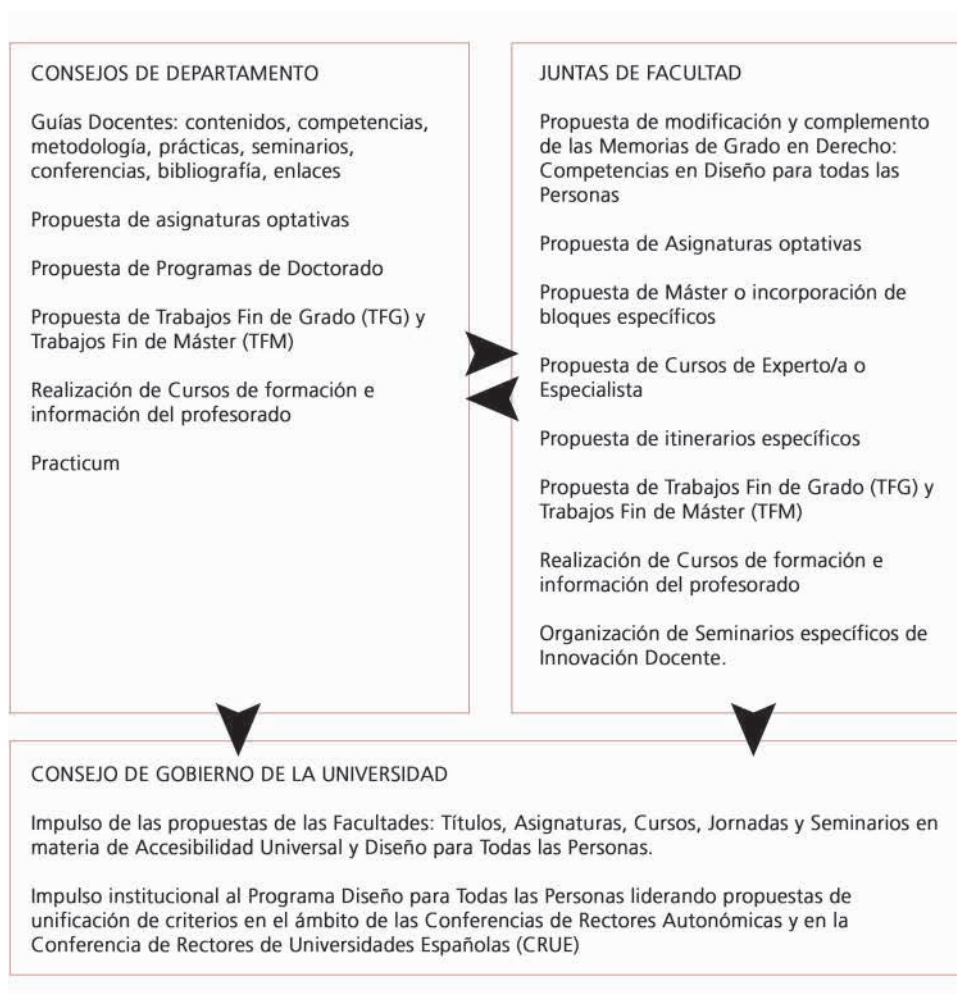 CONSEJOS DE DEPARTAMENTO
Guías Docentes: contenidos, competencias,
metodología, prácticas, seminarios,
conferencias, bibliografía, enlaces
Propuesta de asignaturas optativas
Propuesta de Programas de Doctorado
Propuesta de Trabajos Fin de Grado (TFG) y
Trabajos Fin de Máster (TFM)
Realización de Cursos de formación e
información del profesorado
Practicum
JUNTAS DE FACULTAD
Propuesta de modificación y complemento
de las Memorias de Grado en Derecho:
Competencias en Diseño para todas las
Personas
Propuesta de Asignaturas optativas
Propuesta de Máster o incorporación de
bloques específicos
Propuesta de Cursos de Experto/a o
Especialista
Propuesta de itinerarios específicos
Propuesta de Trabajos Fin de Grado (TFG) y
Trabajos Fin de Máster (TFM)
Realización de Cursos de formación e
información del profesorado
Organización de Seminarios específicos de
Innovación Docente.
CONSEJO DE GOBIERNO DE LA UNIVERSIDAD
Impulso de las propuestas de las Facultades: Títulos, Asignaturas, Cursos, Jornadas y Seminarios en
materia de Accesibilidad Universal y Diseño para Todas las Personas.
Impulso institucional al Programa Diseño para Todas las Personas liderando propuestas de
unificación de criterios en el ámbito de las Conferencias de Rectores Autonómicas y en la
Conferencia de Rectores de Universidades Españolas (CRUE)